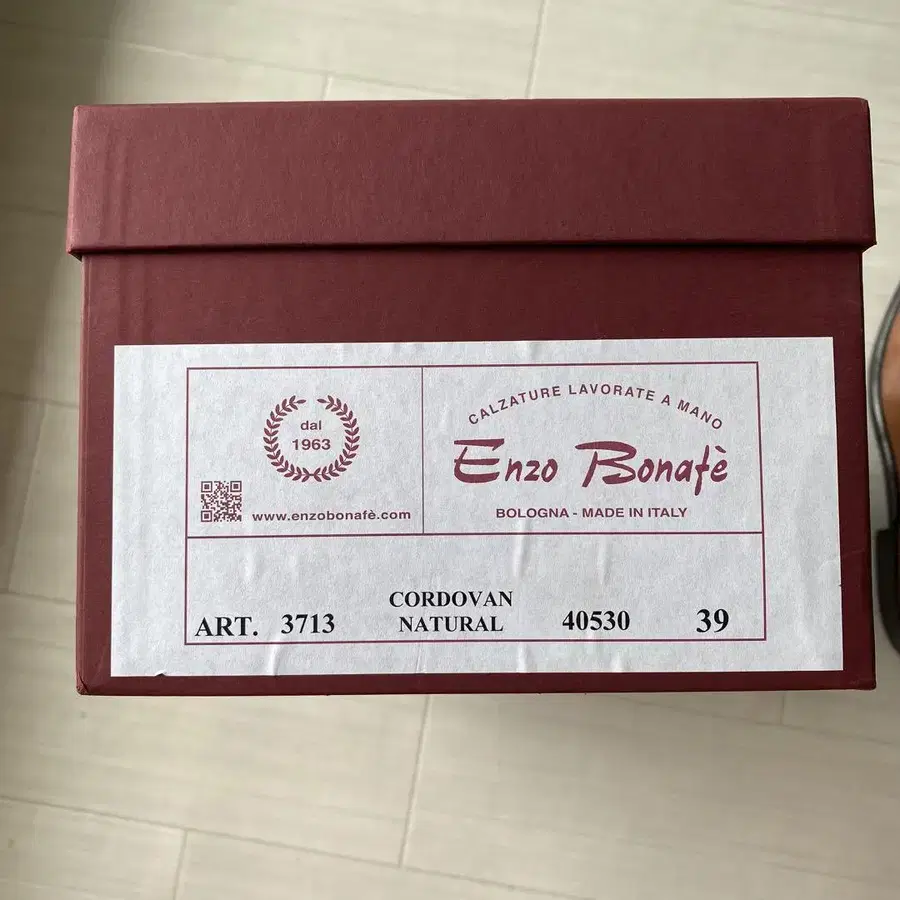 dal
1963
www.enzobonafè.com
CALZATURE LAVORATE A MANO
Enzo Bonafè
BOLOGNA - MADE IN ITALY
ART. 3713 CORDOVAN NATURAL 40530 39